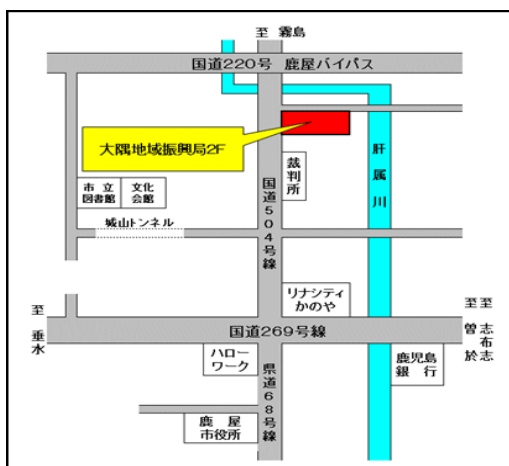 至 霧島
国道220号 鹿屋バイパス
大隅地域振興局2F
裁判所
肝属川
市立
図書館
文化
会館
国道504号線
城山トンネル
リナシティ
かのや
至 垂水
国道269号線
至 曽於
至 志布志
ハロー
ワーク
県道68号線
鹿児島
銀行
鹿屋
市役所